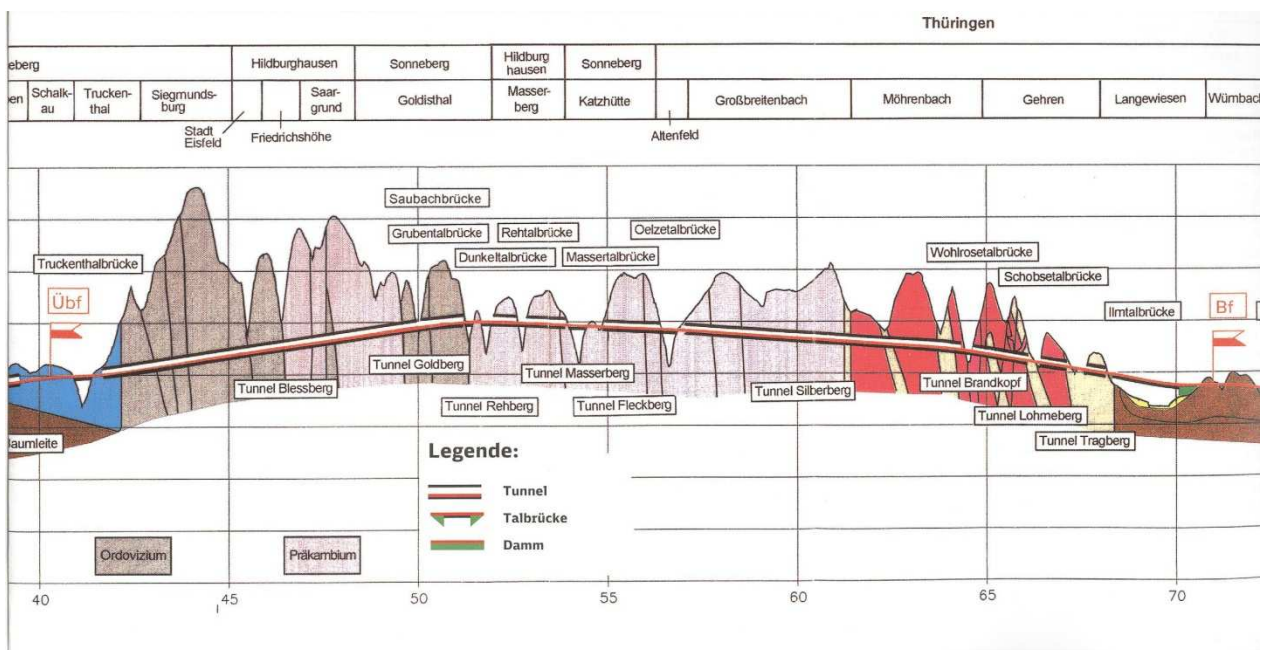 Thüringen
eberg
Hildburghausen
Sonneberg
Hildburg
hausen
Sonneberg
en
Schalk-
au
Trucken-
thal
Siegmunds-
burg
Saar-
grund
Goldisthal
Masser-
berg
Katzhütte
Großbreitenbach
Möhrenbach
Gehren
Langewiesen
Wümbach
Stadt
Eisfeld
Friedrichshöhe
Altenfeld
Saubachbrücke
Grubentalbrücke
Rehtalbrücke
Oelzetalbrücke
Dunkeltalbrücke
Massertalbrücke
Wohlrosetalbrücke
Truckenthalbrücke
Schobsetalbrücke
Übf
Ilmtalbrücke
Bf
Tunnel Goldberg
Tunnel Masserberg
Tunnel Blessberg
Tunnel Silberberg
Tunnel Brandkopf
Tunnel Rehberg
Tunnel Fleckberg
Tunnel Lohmeberg
Baumleite
Tunnel Tragberg
Legende:
Tunnel
Talbrücke
Damm
Ordovizium
Präkambium
40 45 50 55 60 65 70